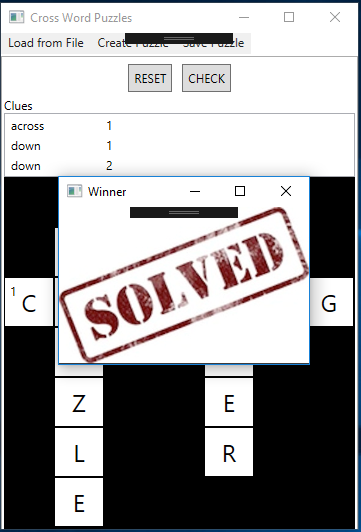 Cross Word Puzzles
Load from File Create Puzzle Save Puzzle
RESET CHECK
Clues
across 1
down 1
down 2
Winner
SOLVED
1 C G
Z E
L R
E